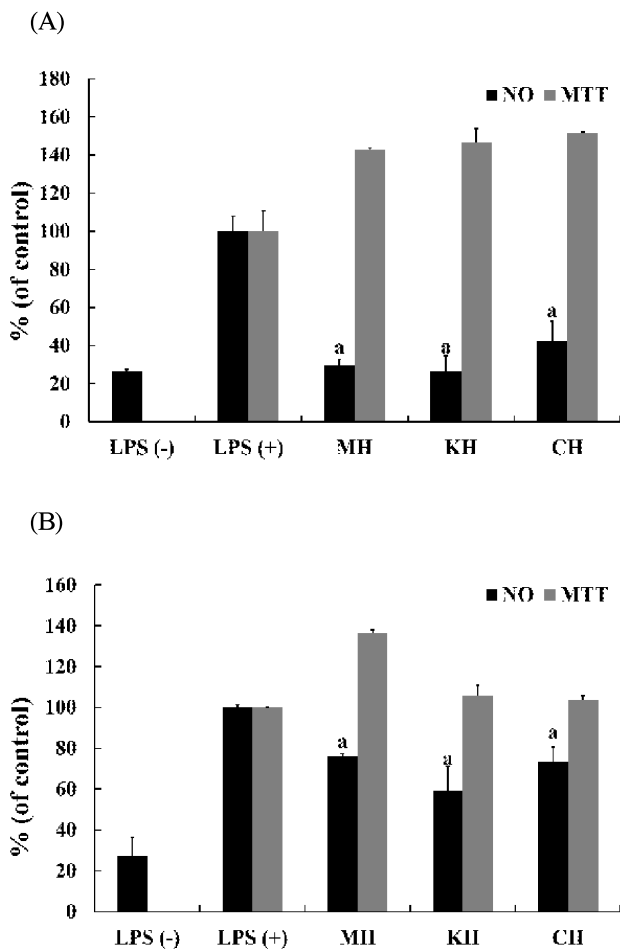 (A)
180
NO MTT
160
140
120
100
80
60
40
20
0
% (of control)
a a a
LPS (-) LPS (+) MH KH CH
(B)
160
NO MTT
140
120
100
80
60
40
20
0
% (of control)
a a a
LPS (-) LPS (+) MH KH CH